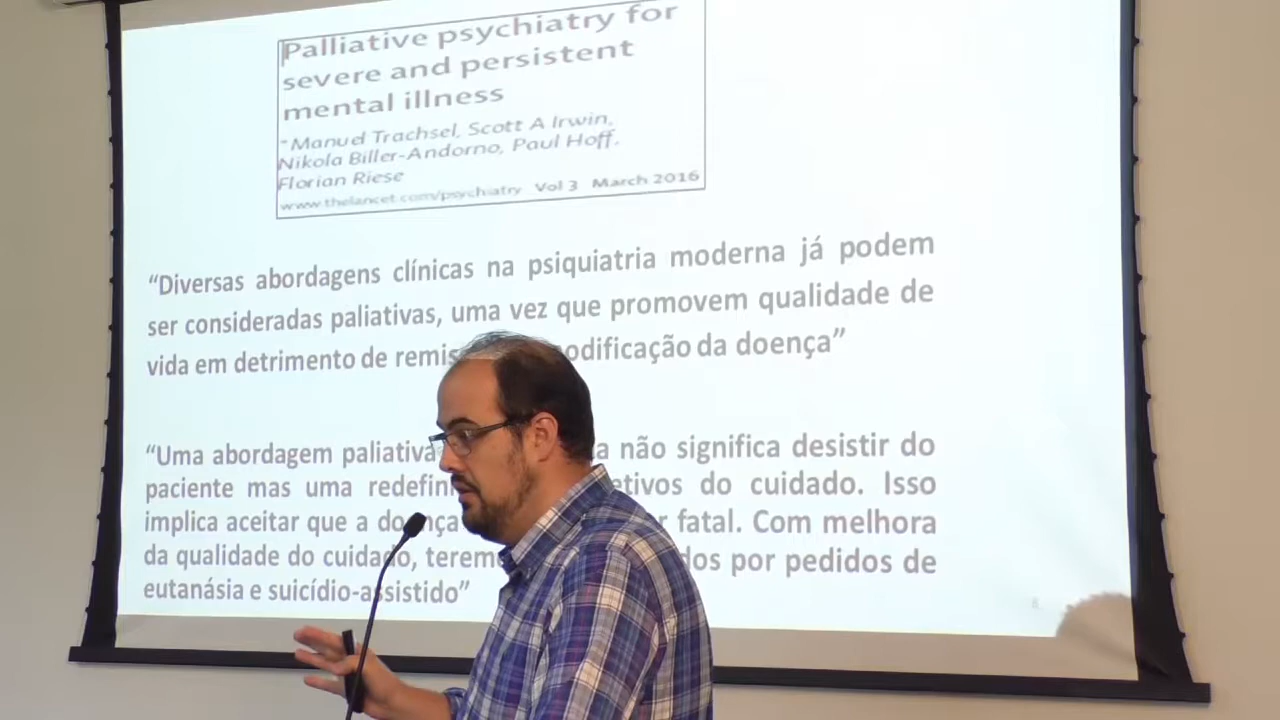 Palliative psychiatry for
severe and persistent
mental illness
*Manuel Trachsel, Scott A Irwin,
Nikola Biller-Andorno, Paul Hoff,
Florian Riese
www.thelancet.com/psychiatry Vol 3 March 2016
“Diversas abordagens clínicas na psiquiatria moderna já podem
ser consideradas paliativas, uma vez que promovem qualidade de
vida em detrimento de remis odificação da doença”
“Uma abordagem paliativa a não significa desistir do
paciente mas uma redefin etivos do cuidado. Isso
implica aceitar que a doença r fatal. Com melhora
da qualidade do cuidado, terem dos por pedidos de
eutanásia e suicídio-assistido”